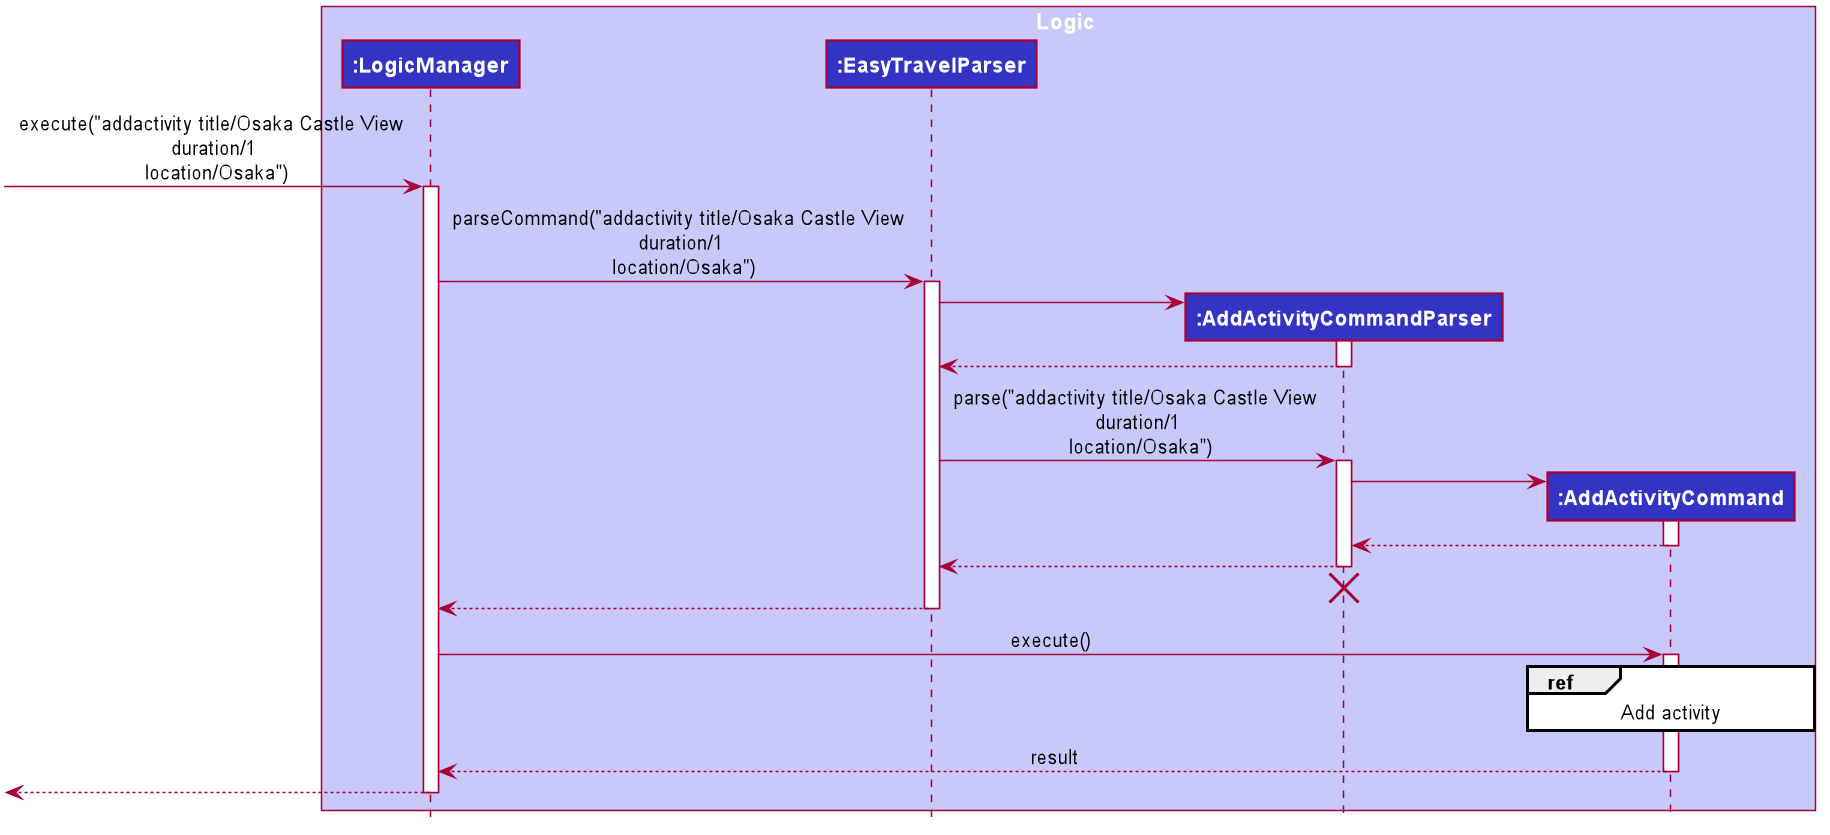 Logic
:LogicManager
:EasyTravelParser
execute("addactivity title/Osaka Castle View
duration/1
location/Osaka")
parseCommand("addactivity title/Osaka Castle View
duration/1
location/Osaka")
:AddActivityCommandParser
parse("addactivity title/Osaka Castle View
duration/1
location/Osaka")
:AddActivityCommand
execute()
ref
Add activity
result